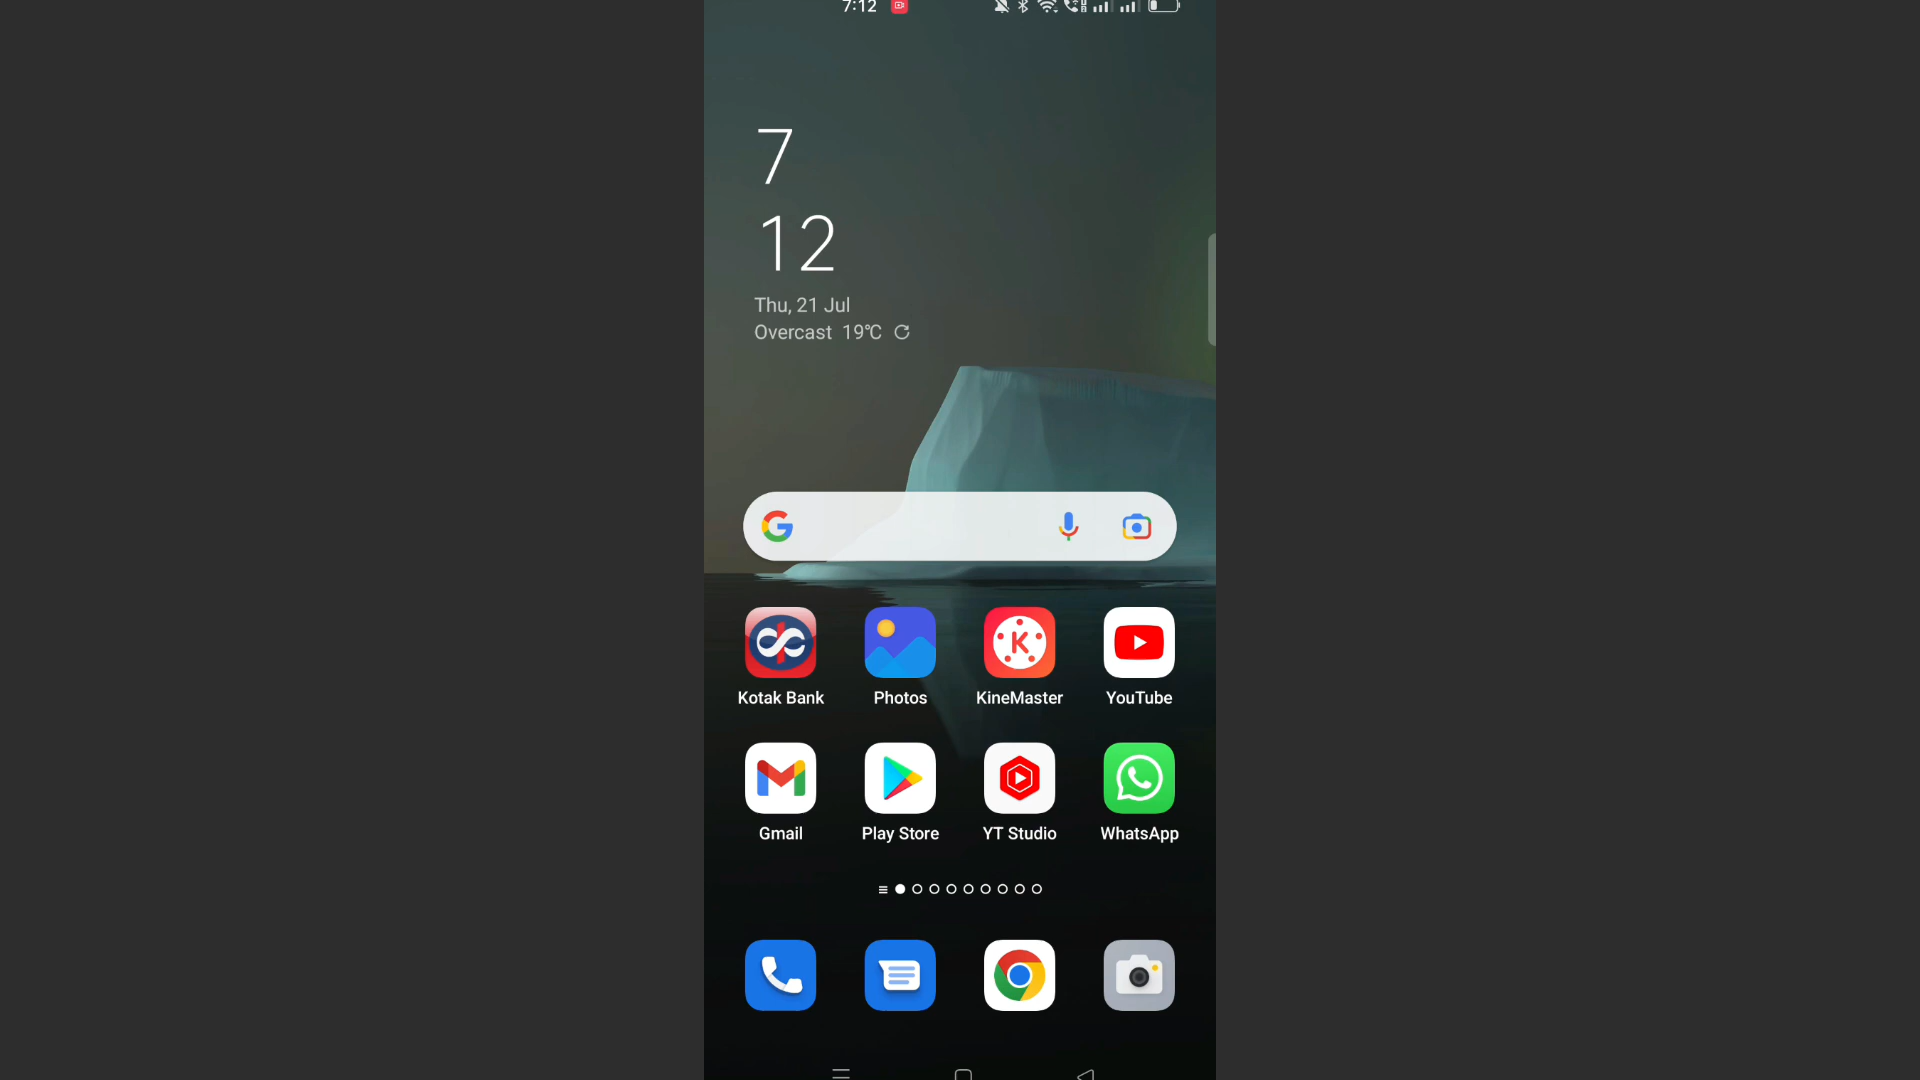 7:12
7
12
Thu, 21 Jul
Overcast 19°C
Kotak Bank
Photos
KineMaster
YouTube
Gmail
Play Store
YT Studio
WhatsApp